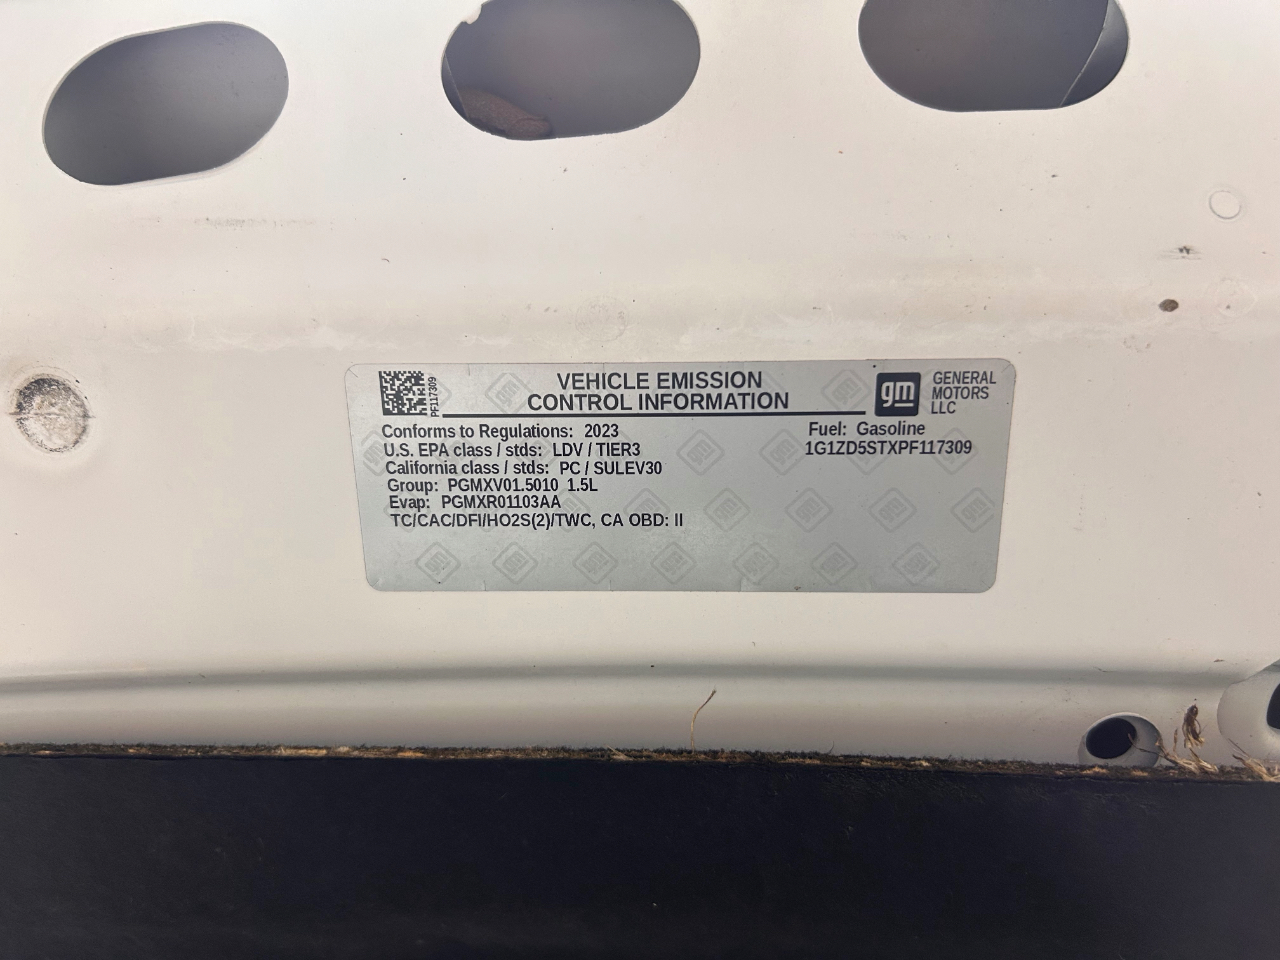 PF117309
VEHICLE EMISSION
CONTROL INFORMATION
gm
GENERAL
MOTORS
LLC
Conforms to Regulations: 2023
U.S. EPA class / stds: LDV / TIER3
California class / stds: PC / SULEV30
Group: PGMXV01.5010 1.5L
Evap: PGMXR01103AA
TC/CAC/DFI/HO2S(2)/TWC, CA OBD: II
Fuel: Gasoline
1G1ZD5STXPF117309